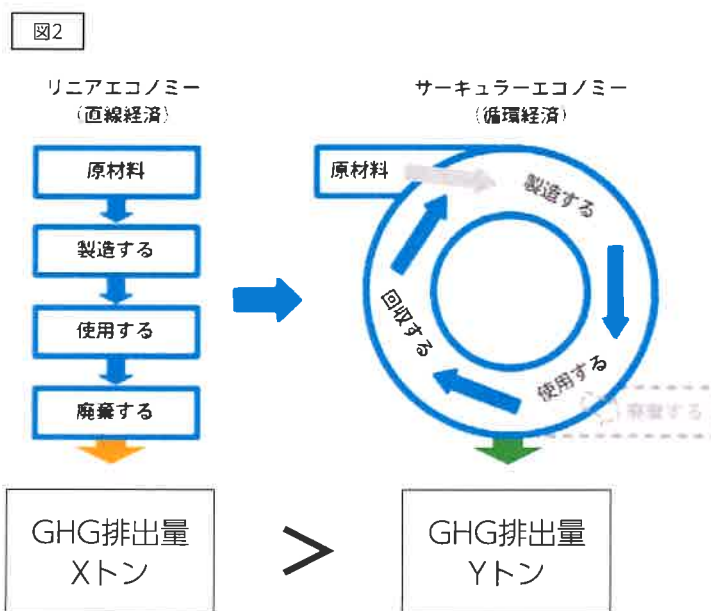 図2
リニアエコノミー
（直線経済）
原材料
製造する
使用する
廃棄する
GHG排出量
Xトン
>
サーキュラーエコノミー
（循環経済）
原材料
製造する
使用する
回収する
廃棄する
GHG排出量
Yトン